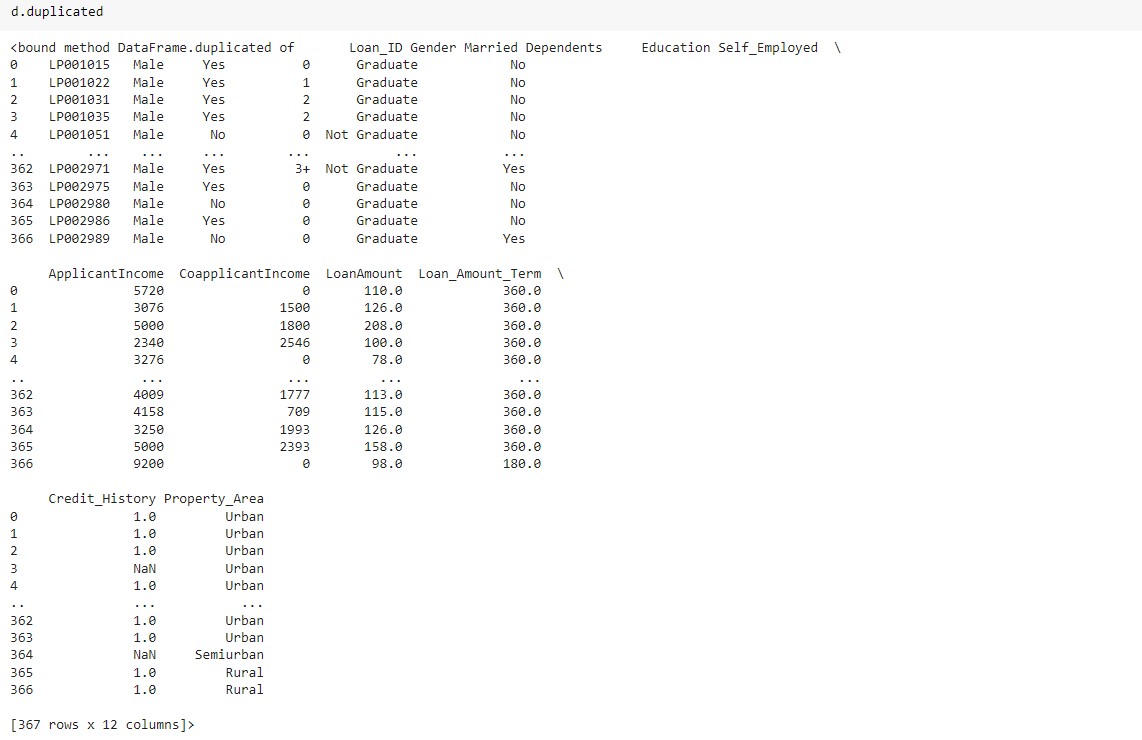 d.duplicated
<bound method DataFrame.duplicated of       Loan_ID Gender Married Dependents     Education Self_Employed  \
0    LP001015   Male     Yes          0      Graduate            No
1    LP001022   Male     Yes          1      Graduate            No
2    LP001031   Male     Yes          2      Graduate            No
3    LP001035   Male     Yes          2      Graduate            No
4    LP001051   Male      No          0  Not Graduate            No
..        ...    ...     ...        ...           ...           ...
362  LP002971   Male     Yes         3+  Not Graduate           Yes
363  LP002975   Male     Yes          0      Graduate            No
364  LP002980   Male      No          0      Graduate            No
365  LP002986   Male     Yes          0      Graduate            No
366  LP002989   Male      No          0      Graduate           Yes
     ApplicantIncome  CoapplicantIncome  LoanAmount  Loan_Amount_Term  \
0               5720                  0       110.0             360.0
1               3076               1500       126.0             360.0
2               5000               1800       208.0             360.0
3               2340               2546       100.0             360.0
4               3276                  0        78.0             360.0
..               ...                ...         ...               ...
362             4009               1777       113.0             360.0
363             4158                709       115.0             360.0
364             3250               1993       126.0             360.0
365             5000               2393       158.0             360.0
366             9200                  0        98.0             180.0
     Credit_History Property_Area
0               1.0         Urban
1               1.0         Urban
2               1.0         Urban
3               NaN         Urban
4               1.0         Urban
..              ...           ...
362             1.0         Urban
363             1.0         Urban
364             NaN     Semiurban
365             1.0         Rural
366             1.0         Rural
[367 rows x 12 columns]>